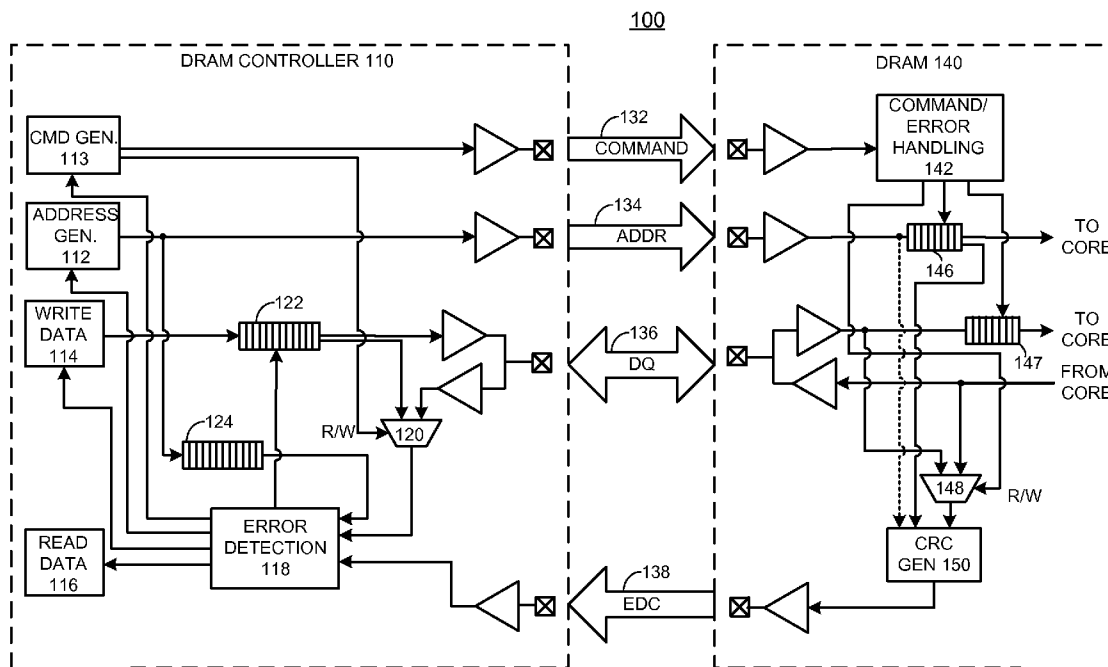 100
DRAM CONTROLLER 110
DRAM 140
CMD GEN.
113
132
COMMAND
COMMAND/
ERROR
HANDLING
142
ADDRESS
GEN.
112
134
ADDR
146
TO
CORE
WRITE
DATA
114
122
136
DQ
147
TO
CORE
FROM
CORE
124
R/W
120
148
R/W
READ
DATA
116
ERROR
DETECTION
118
138
EDC
CRC
GEN 150